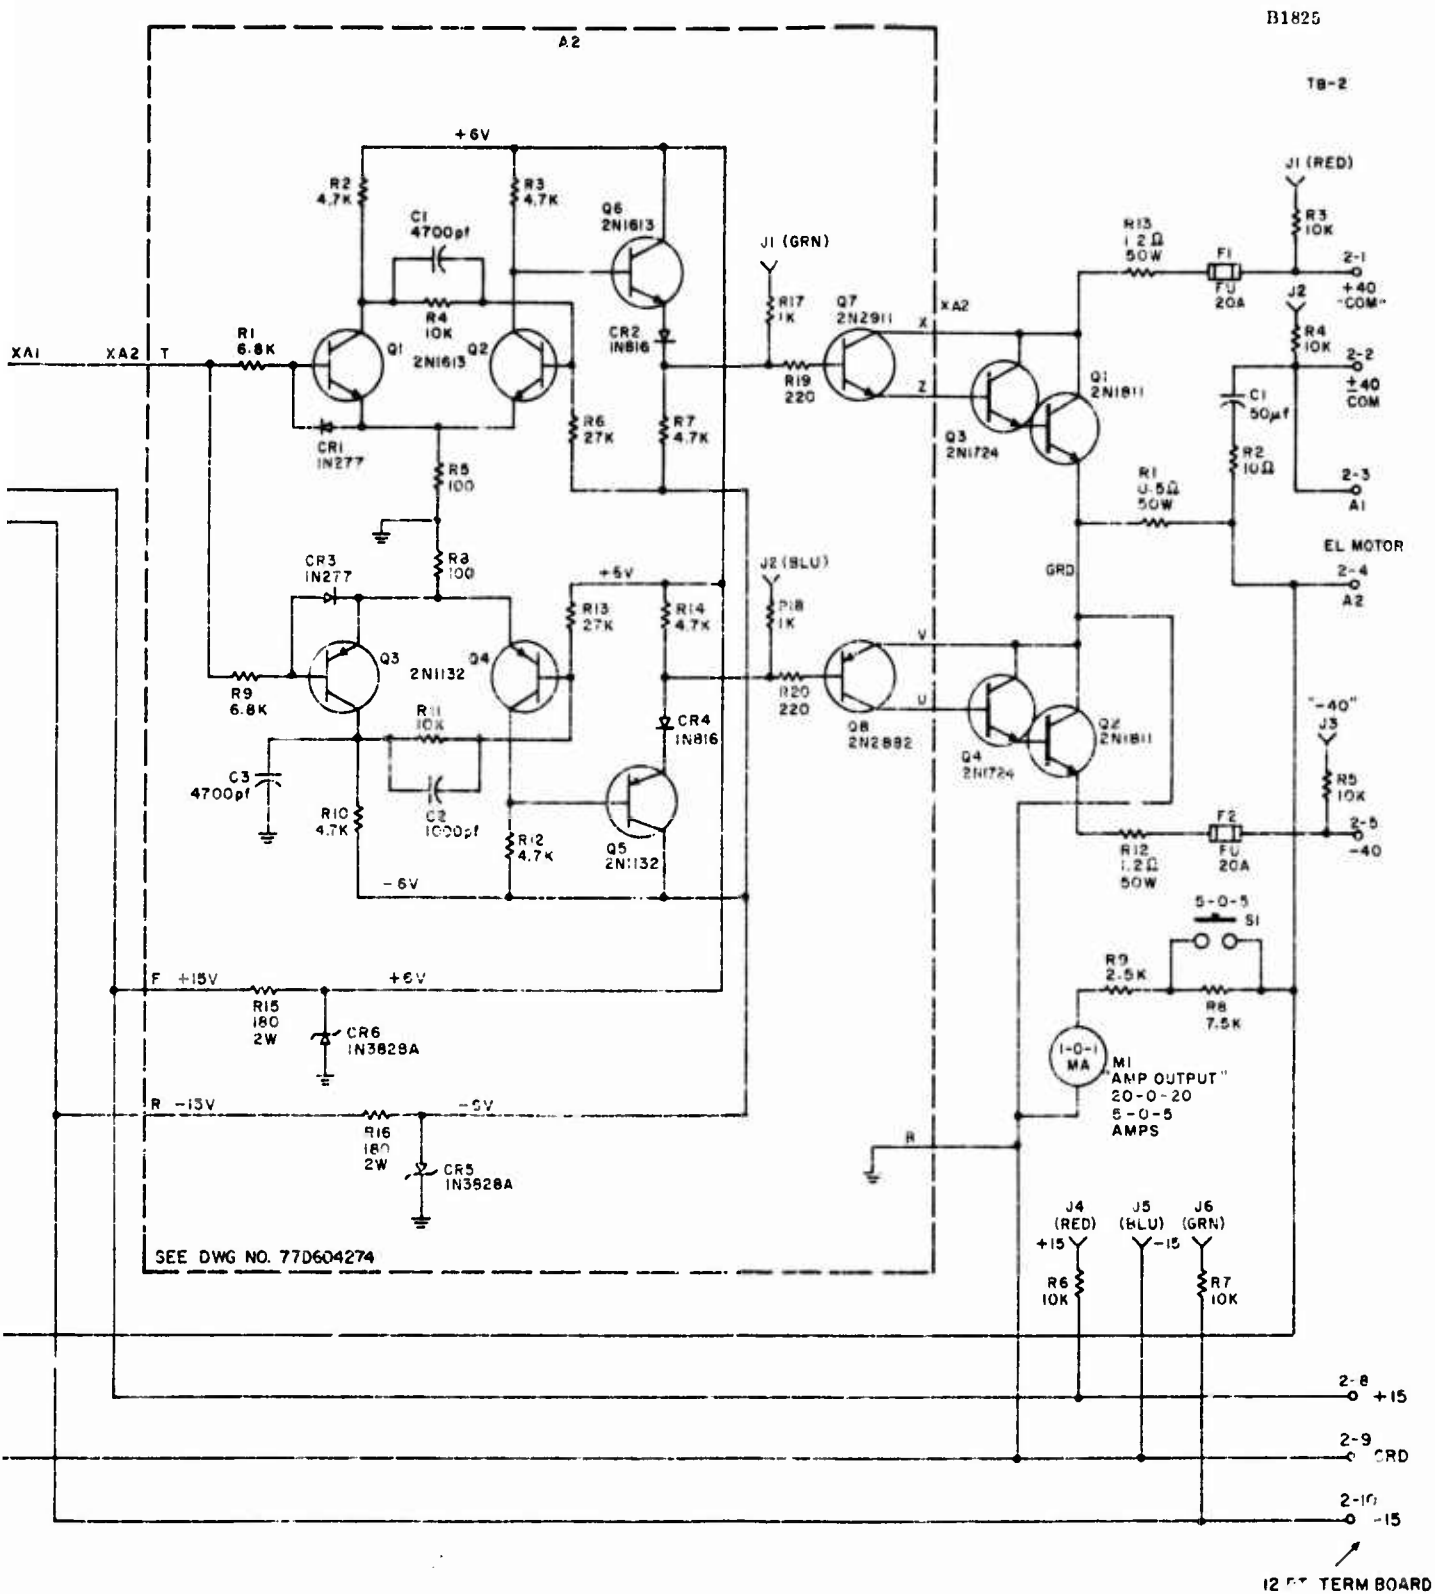 B1825
A2
TB-2
+6V
J1 (RED)
R2
4.7K
R3
4.7K
C1
4700pf
Q6
2N1613
J1 (GRN)
R13
1.2Ω
50W
R3
10K
F1
FU
20A
2-1
+40
"COM"
J2
R17
1K
Q7
2N2911
XA2
R4
10K
R4
10K
CR2
1N816
X
XA1
XA2
T
R1
6.8K
Q1
2N1613
Q2
2-2
±40
COM
R19
220
Z
Q1
2N1811
C1
50µf
CR1
1N277
R6
27K
R7
4.7K
Q3
2N1724
R2
10Ω
R5
100
R1
0.5Ω
50W
2-3
A1
EL MOTOR
CR3
1N277
R8
100
+6V
J2 (BLU)
GRD
2-4
A2
R13
27K
R14
4.7K
R18
1K
V
Q3
2N1132
Q4
R9
6.8K
R20
220
U
R11
10K
CR4
1N816
Q8
2N2882
Q4
2N1724
Q2
2N1811
"-40"
J3
C3
4700pf
R10
4.7K
C2
1000pf
R5
10K
R12
4.7K
Q5
2N1132
R12
1.2Ω
50W
F2
FU
20A
2-5
-40
-6V
5-0-5
S1
F +15V
+6V
R9
2.5K
R15
180
2W
CR6
1N3828A
R8
7.5K
1-0-1
MA
M1
"AMP OUTPUT"
20-0-20
5-0-5
AMPS
R -15V
-6V
R16
180
2W
CR5
1N3828A
J4
(RED)
+15
J5
(BLU)
-15
J6
(GRN)
SEE DWG NO. 77D604274
R6
10K
R7
10K
2-8
+15
2-9
GRD
2-10
-15
12 TERM BOARD